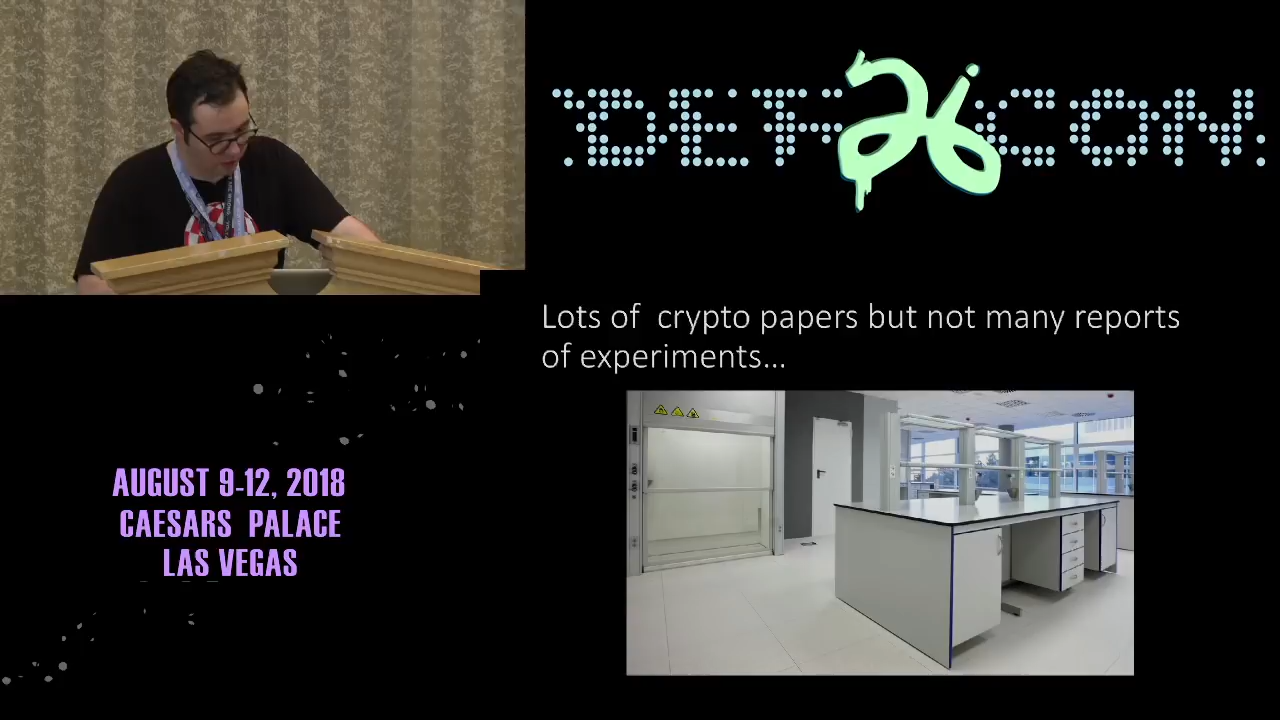 DEF 26 CON
Lots of  crypto papers but not many reports
of experiments...
AUGUST 9-12, 2018
CAESARS PALACE
LAS VEGAS